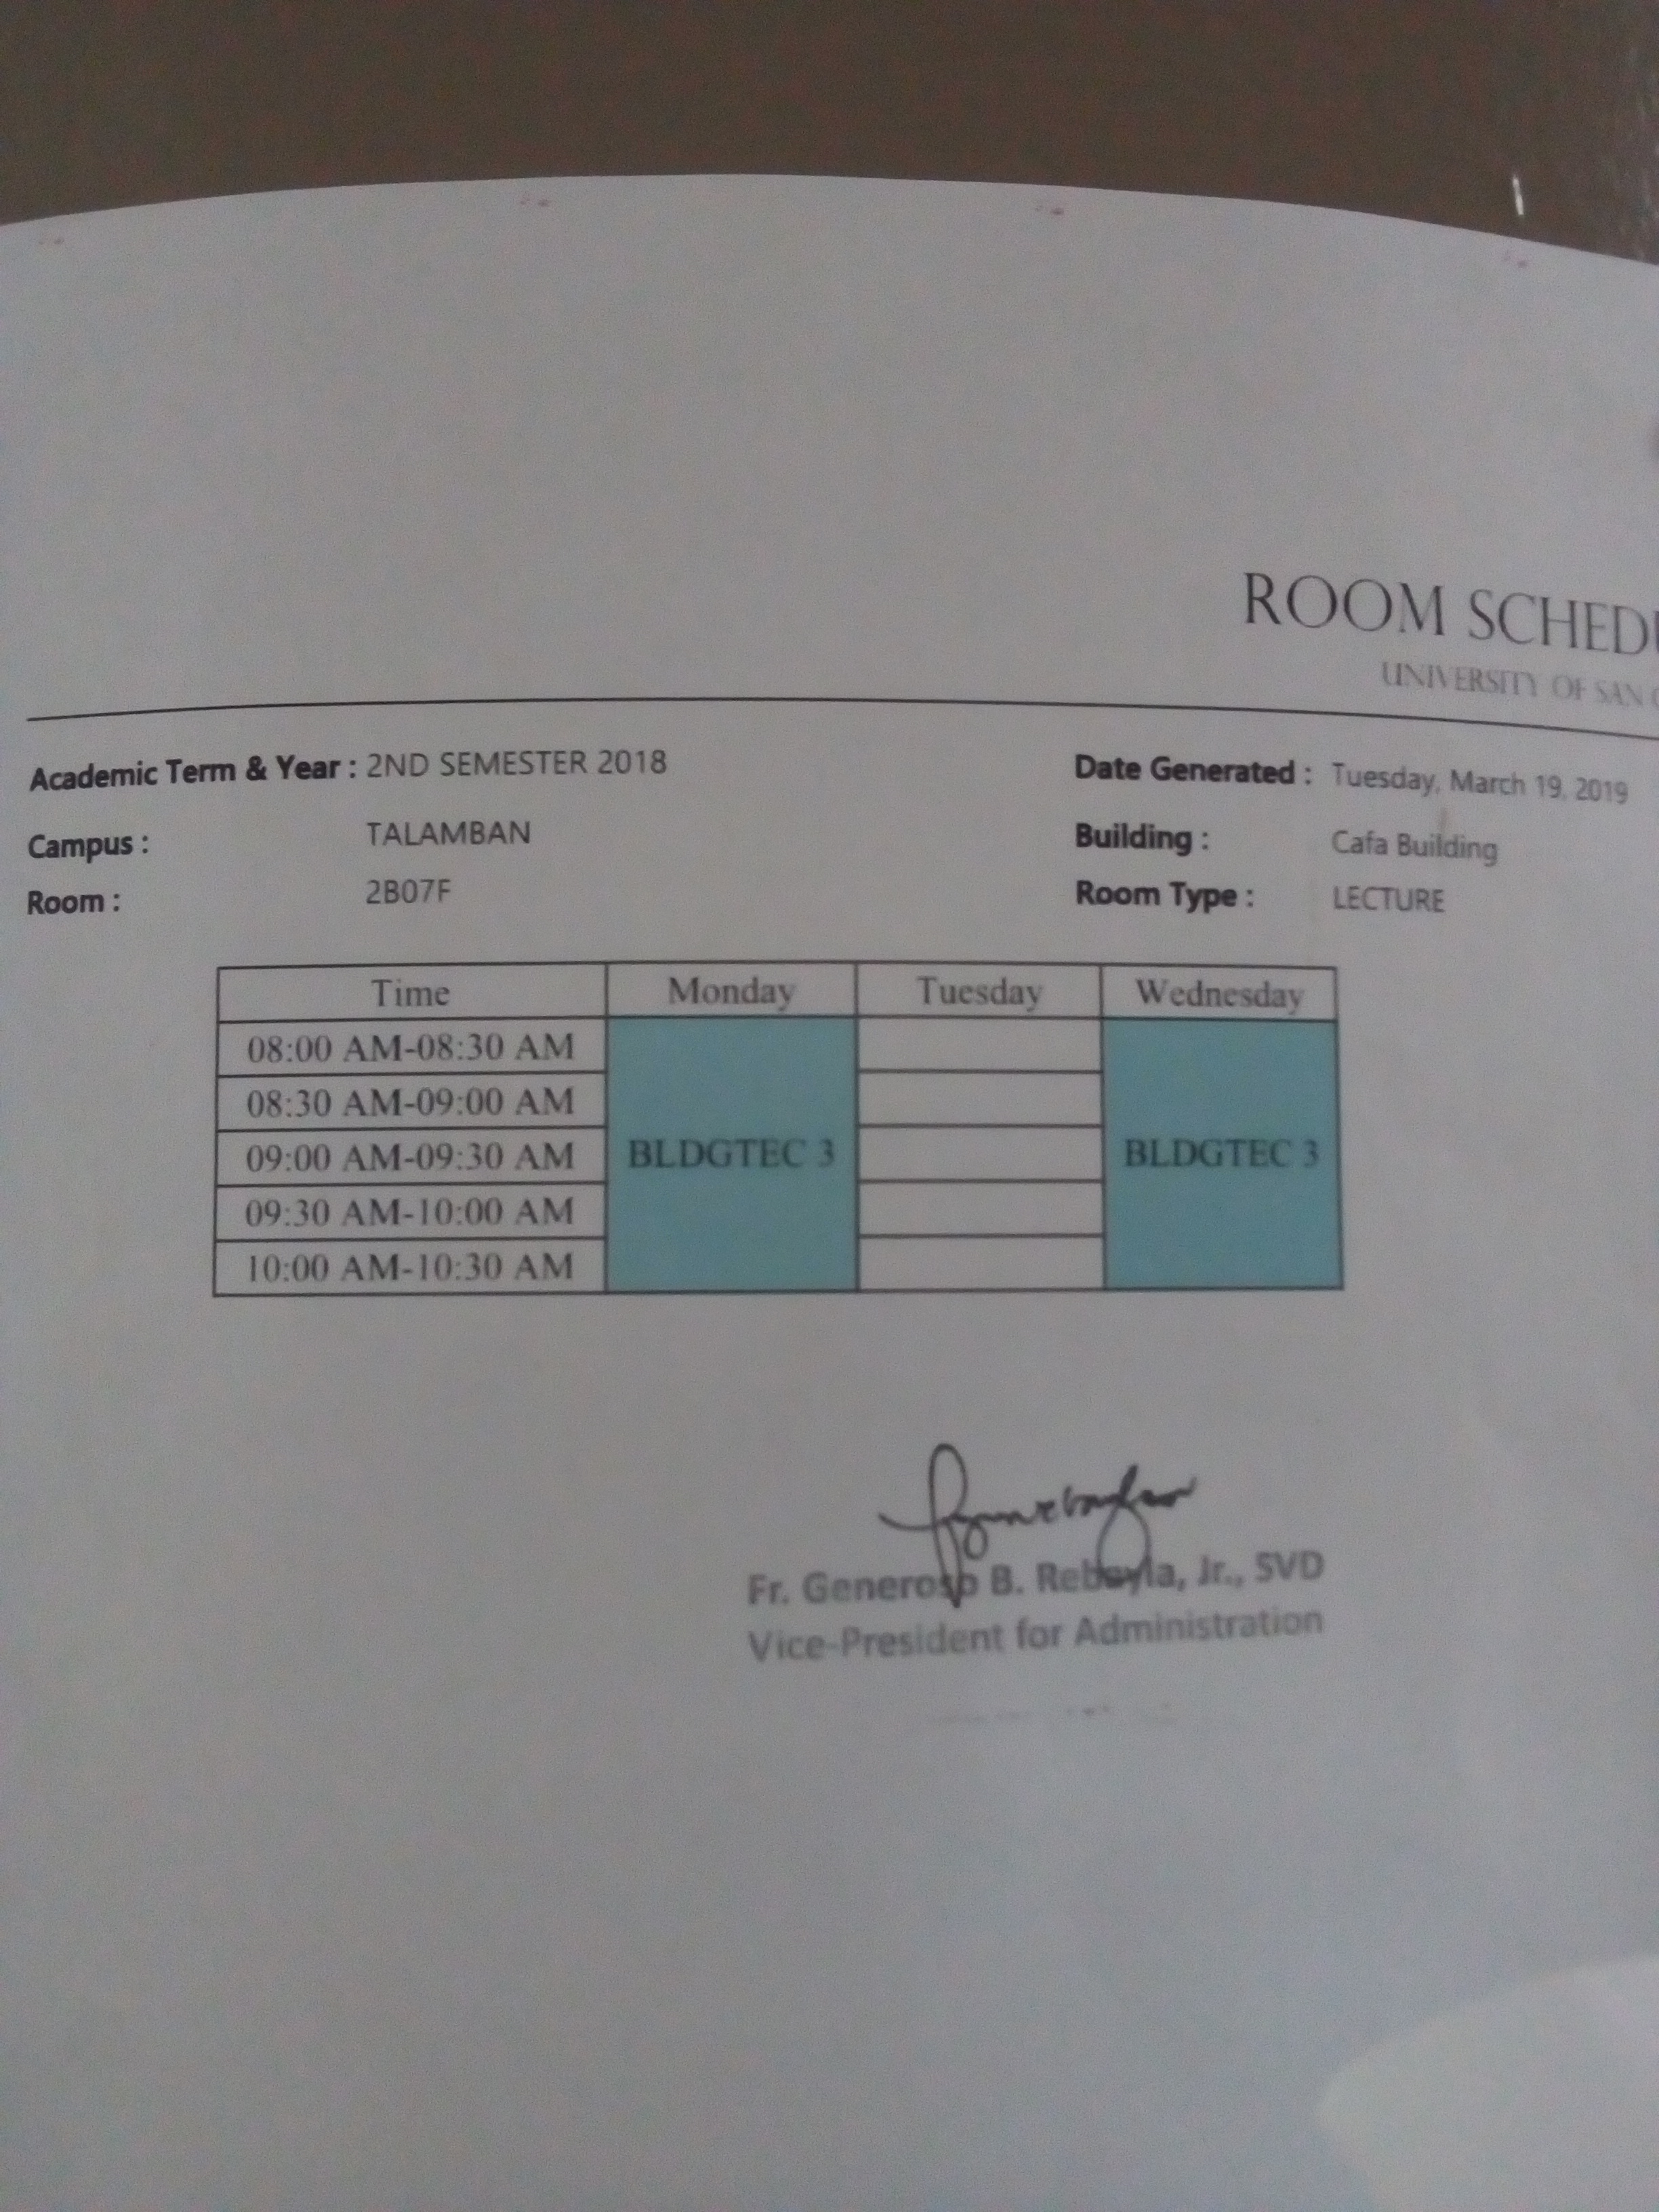 ROOM SCHEDU
UNIVERSITY OF SAN C
Academic Term & Year : 2ND SEMESTER 2018 Date Generated : Tuesday, March 19, 2019
Campus : TALAMBAN Building : Cafa Building
Room : 2B07F Room Type : LECTURE
Time Monday Tuesday Wednesday
08:00 AM-08:30 AM
08:30 AM-09:00 AM
09:00 AM-09:30 AM BLDGTEC 3 BLDGTEC 3
09:30 AM-10:00 AM
10:00 AM-10:30 AM
Fr. Generoso B. Rebayla, Jr., SVD
Vice-President for Administration